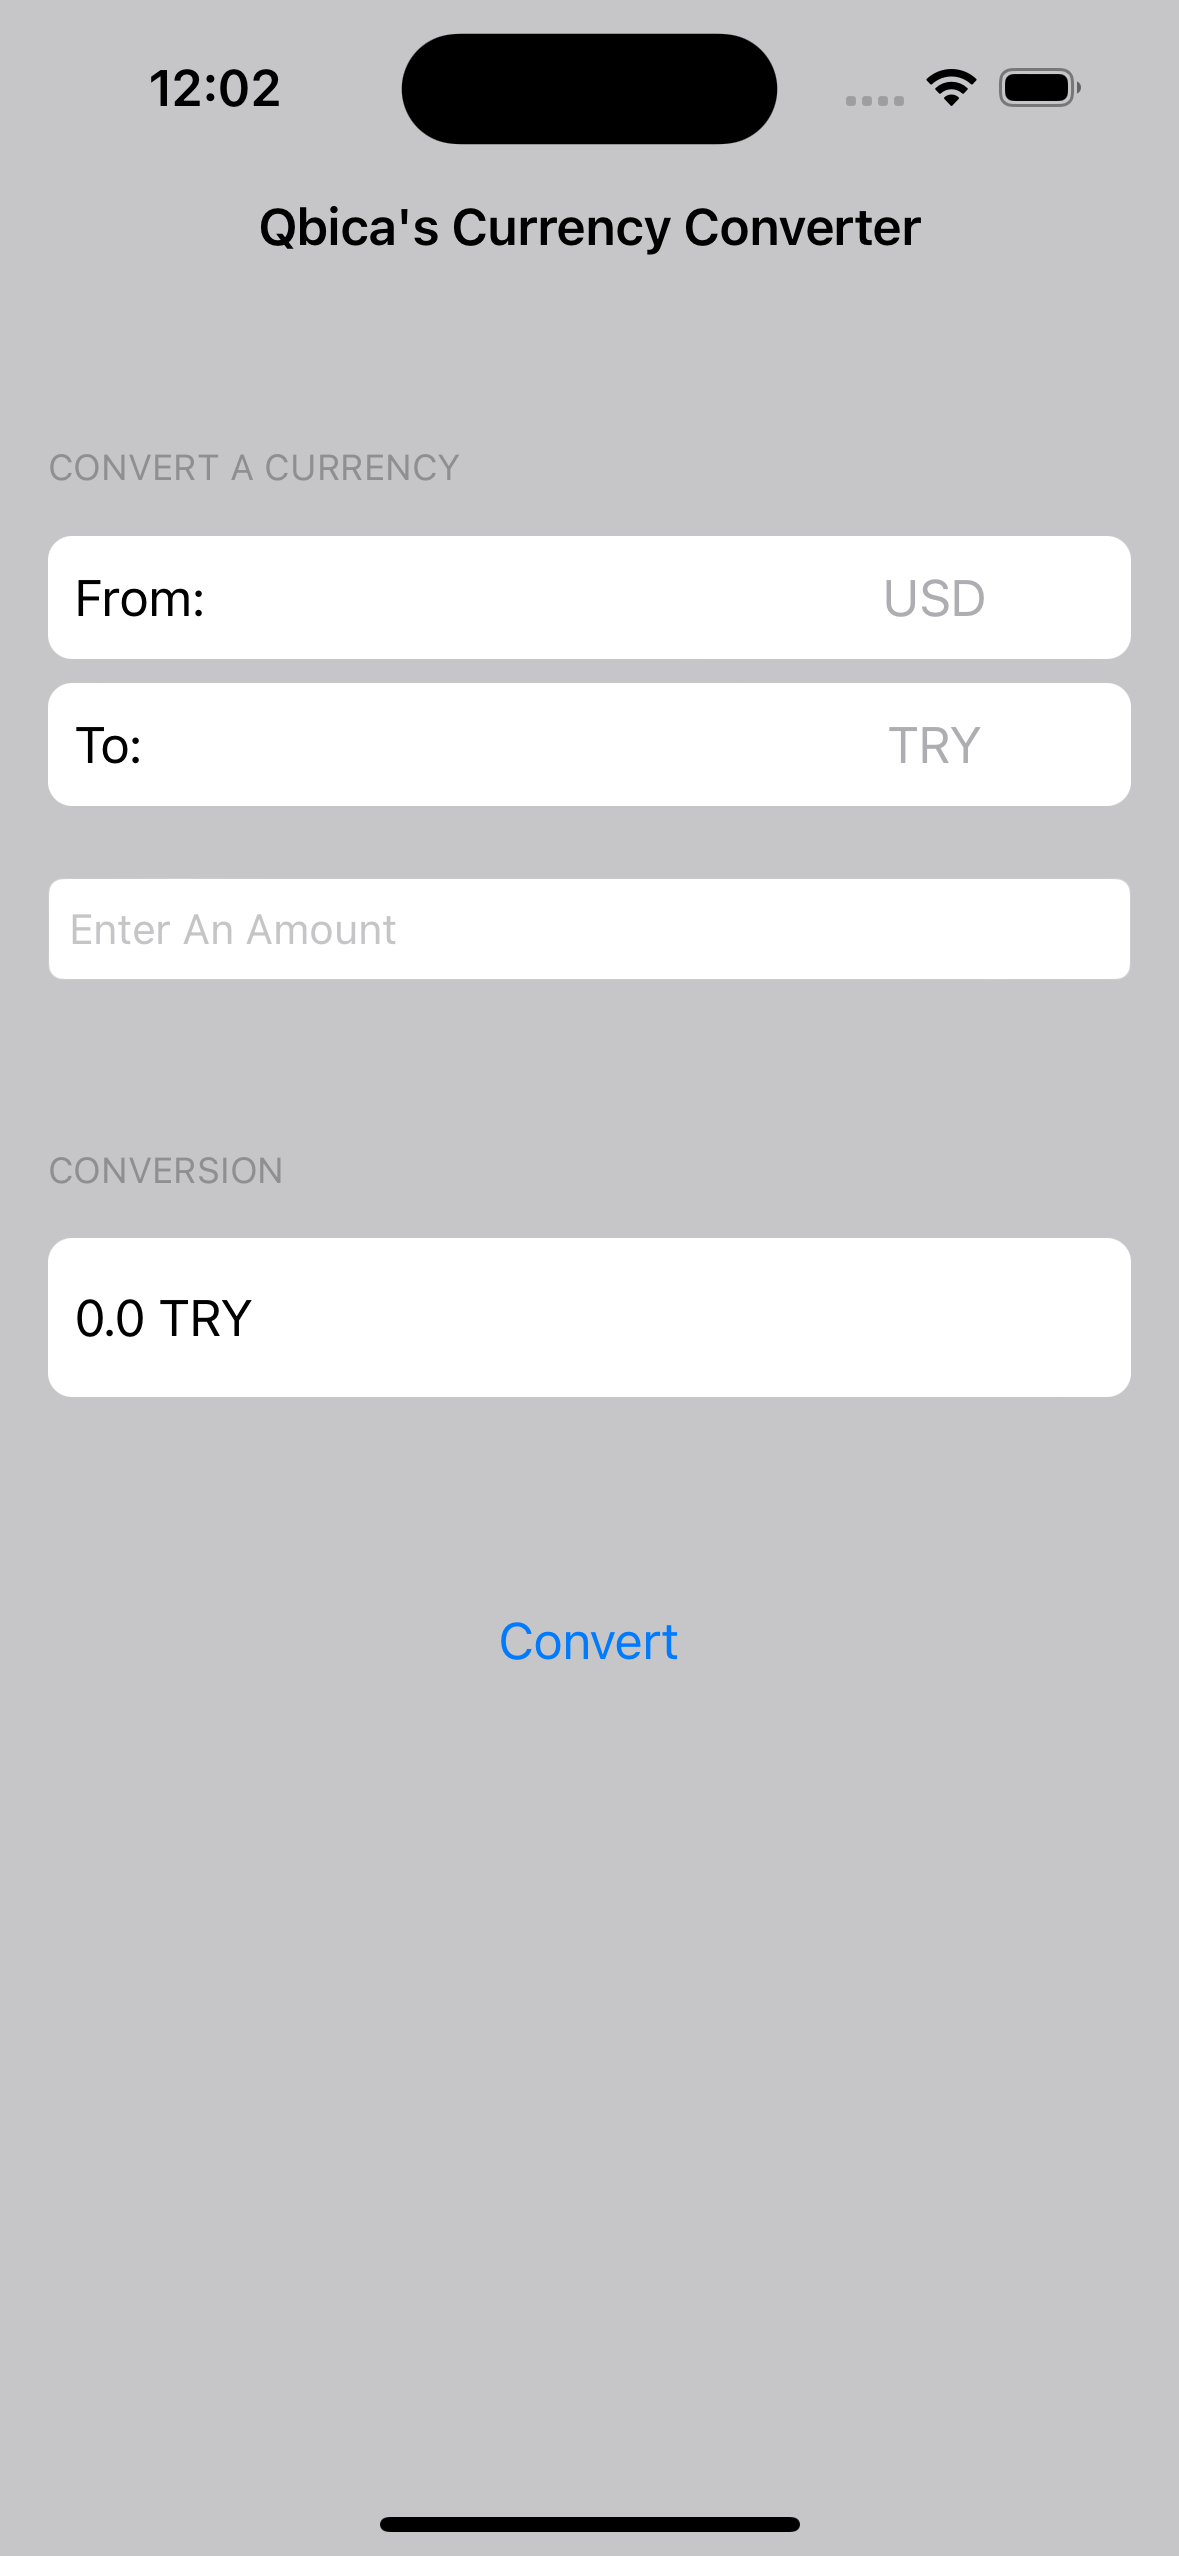 12:02
Qbica's Currency Converter
CONVERT A CURRENCY
From: USD
To: TRY
Enter An Amount
CONVERSION
0.0 TRY
Convert